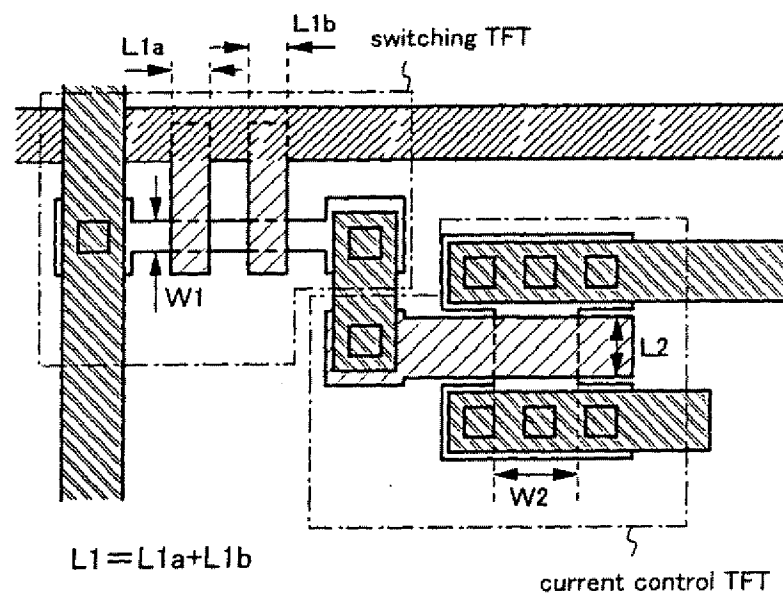 L1b
L1a
switching TFT
W1
L2
W2
L1=L1a+L1b
current control TFT